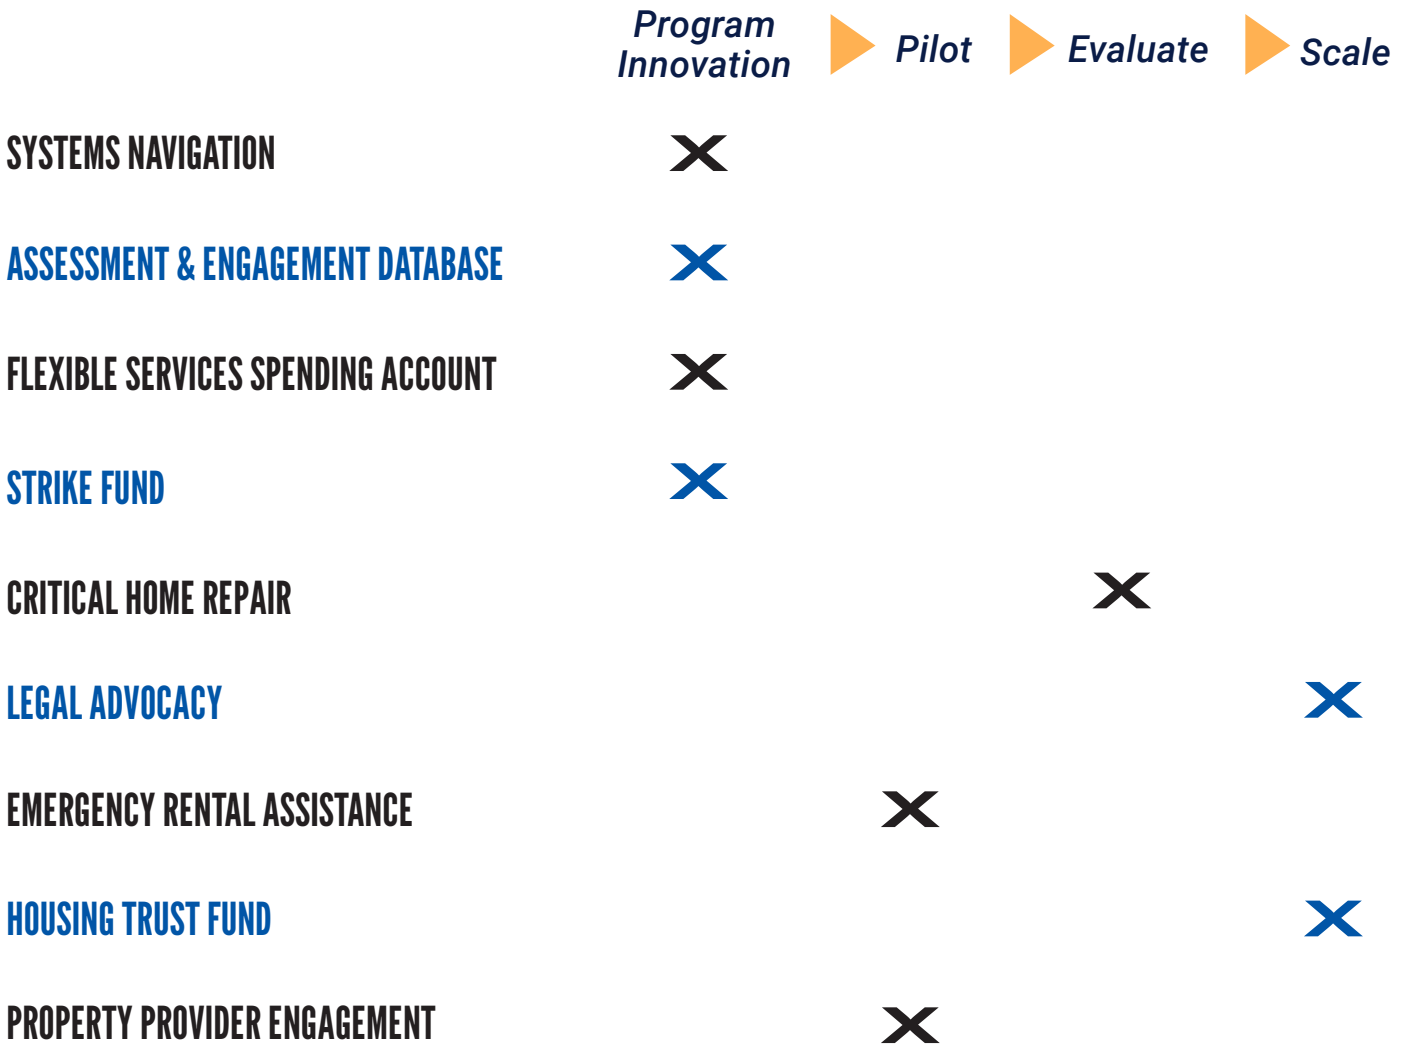 Program
Innovation
Pilot
Evaluate
Scale
SYSTEMS NAVIGATION
ASSESSMENT & ENGAGEMENT DATABASE
FLEXIBLE SERVICES SPENDING ACCOUNT
STRIKE FUND
CRITICAL HOME REPAIR
LEGAL ADVOCACY
EMERGENCY RENTAL ASSISTANCE
HOUSING TRUST FUND
PROPERTY PROVIDER ENGAGEMENT